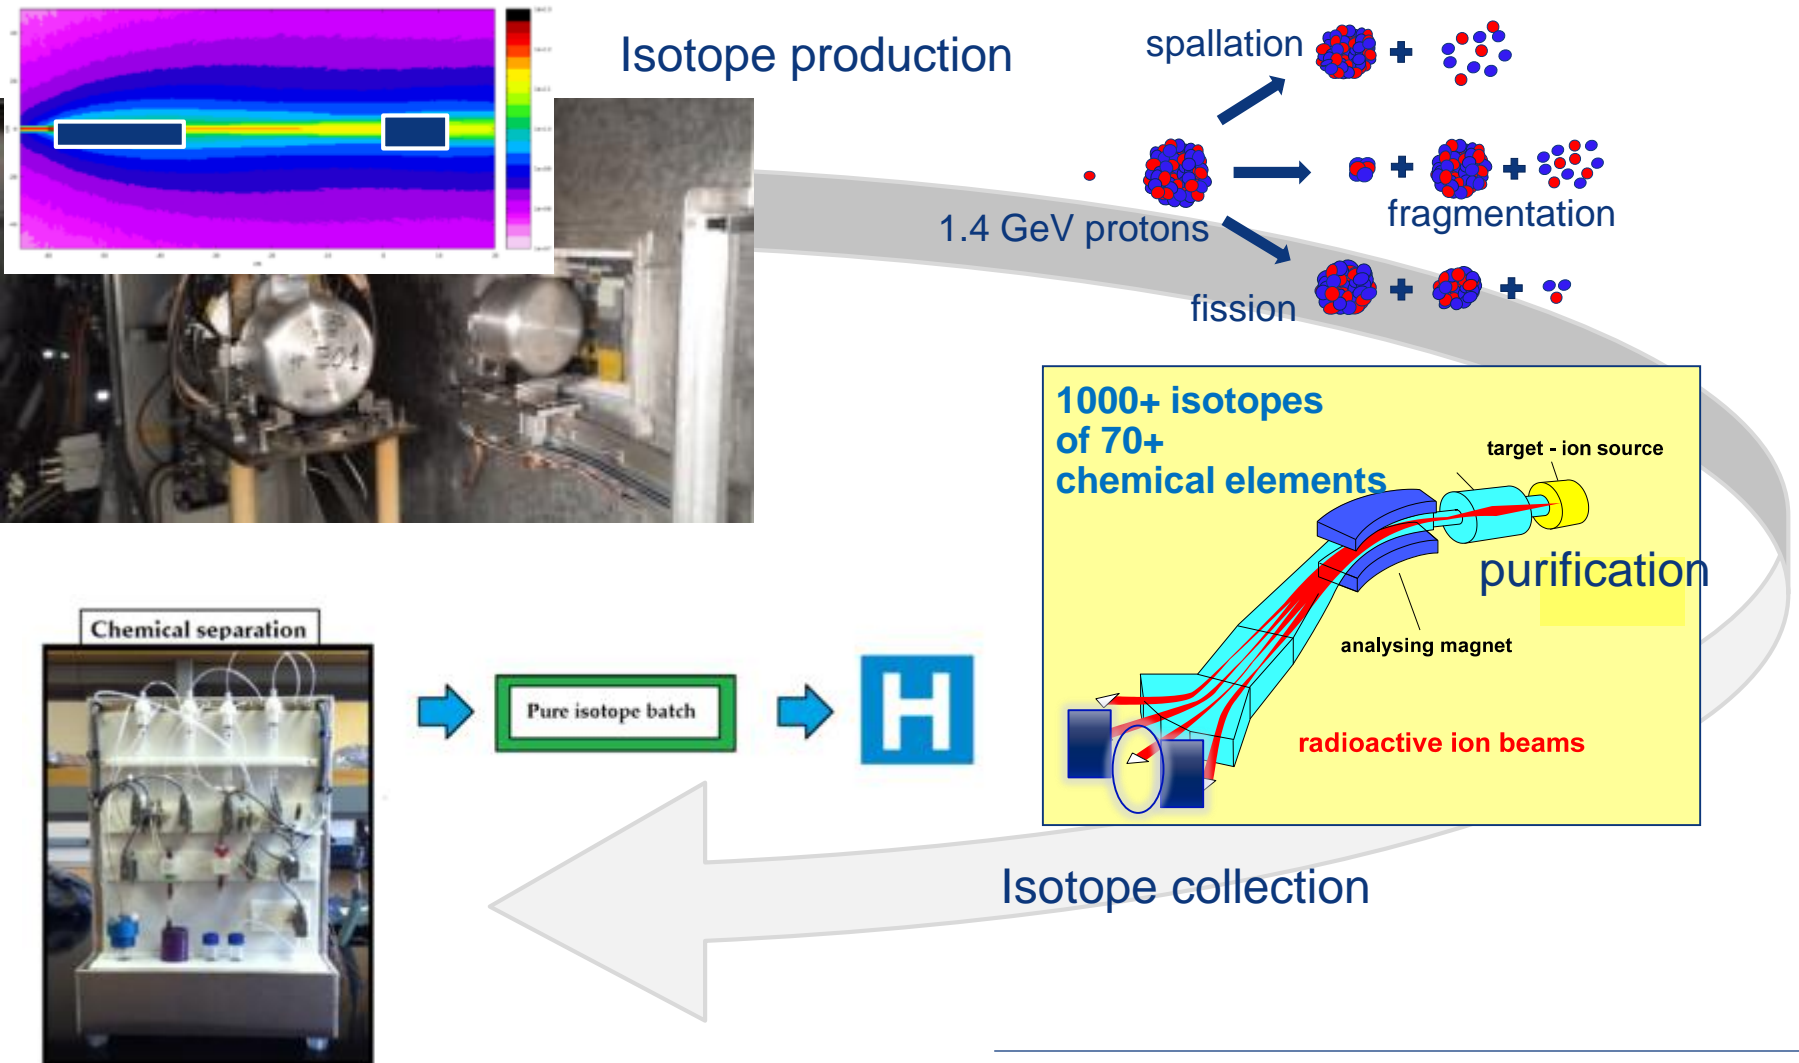 Isotope production
spallation
1.4 GeV protons
fragmentation
fission
1000+ isotopes
of 70+
chemical elements
target - ion source
purification
analysing magnet
radioactive ion beams
Chemical separation
Pure isotope batch
H
Isotope collection